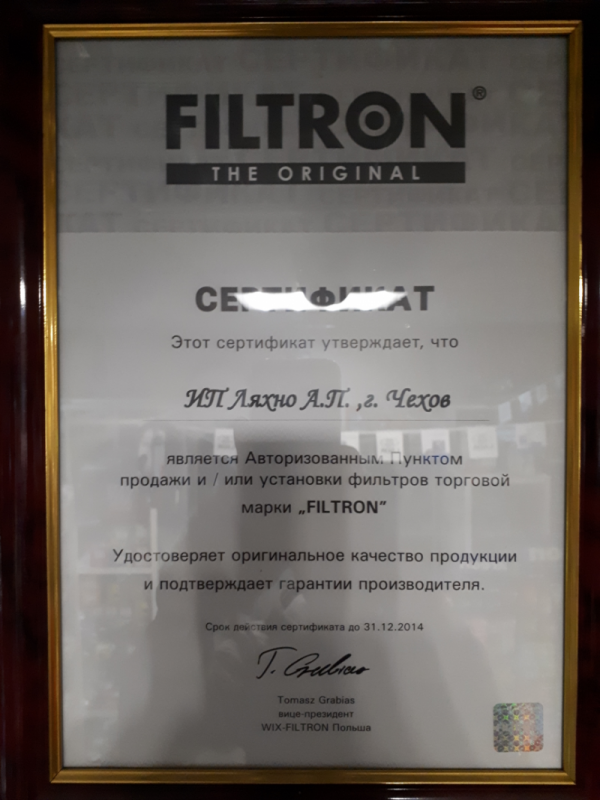 FILTRON®
THE ORIGINAL
СЕРТИФИКАТ
Этот сертификат утверждает, что
ИП Ляхно А.П. ,г. Чехов
является Авторизованным Пунктом
продажи и / или установки фильтров торговой
марки „FILTRON”
Удостоверяет оригинальное качество продукции
и подтверждает гарантии производителя.
Срок действия сертификата до 31.12.2014
T. Grabias
Tomasz Grabias
вице-президент
WIX-FILTRON Польша